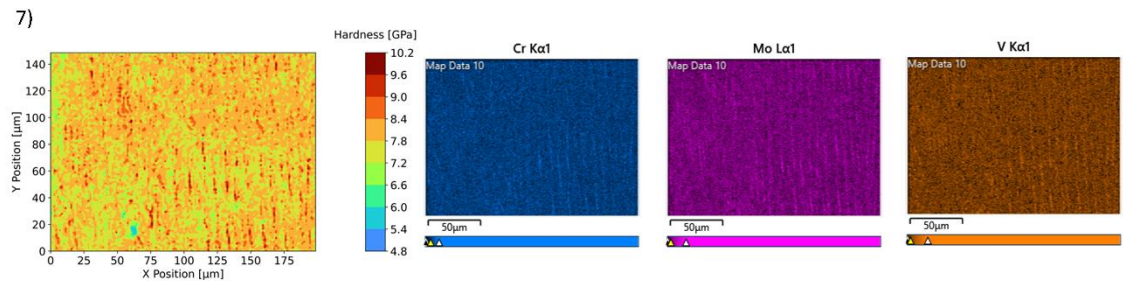 7)
Hardness [GPa]
10.2
9.6
9.0
8.4
7.8
7.2
6.6
6.0
5.4
4.8
140
120
100
80
60
40
20
0
Y Position [µm]
0 25 50 75 100 125 150 175
X Position [µm]
Cr Kα1
Map Data 10
50µm
Mo Lα1
Map Data 10
50µm
V Kα1
Map Data 10
50µm